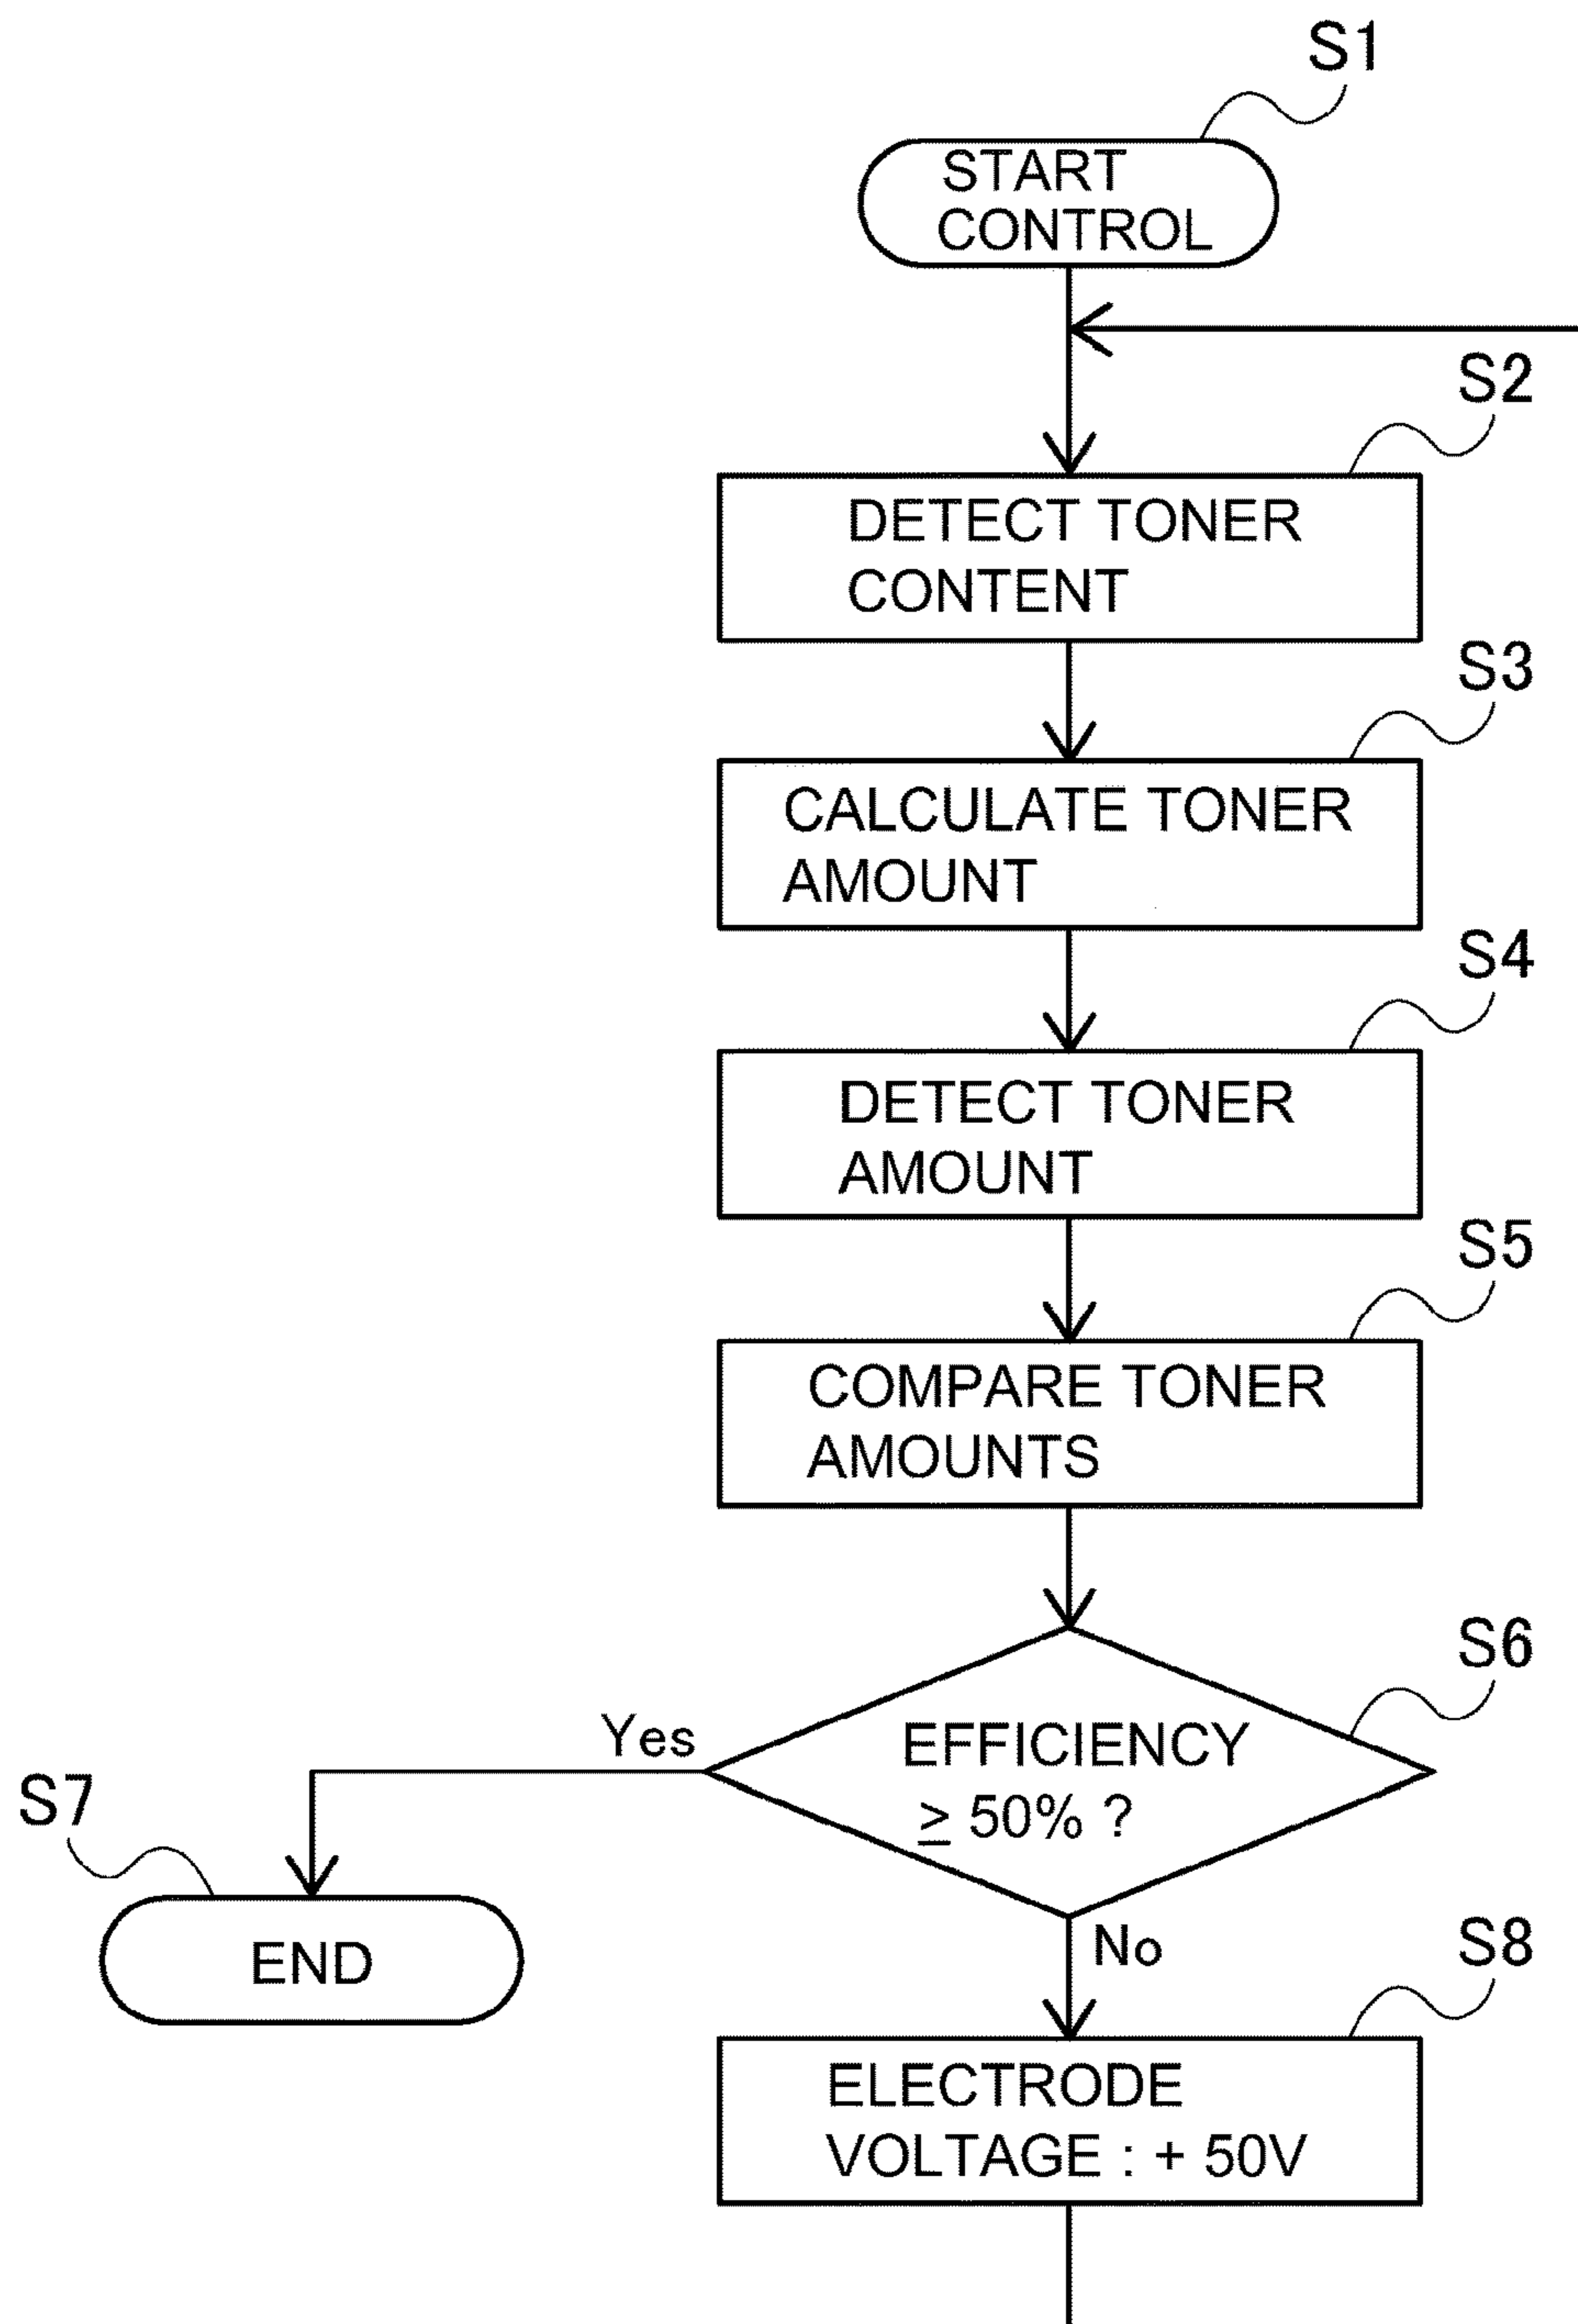 S1
START
CONTROL
S2
DETECT TONER
CONTENT
S3
CALCULATE TONER
AMOUNT
S4
DETECT TONER
AMOUNT
S5
COMPARE TONER
AMOUNTS
S6
EFFICIENCY
≥ 50% ?
Yes
S7
END
No
S8
ELECTRODE
VOLTAGE : + 50V